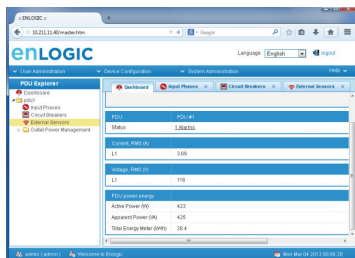 :: ENLOGIC ::
10.211.11.40/master.htm
Google
ENLOGIC
Language English logout
User Administration Device Configuration System Administration Help
PDU Explorer
Dashboard
pdu1
Input Phases
Circuit Breakers
External Sensors
Outlet Power Management
Dashboard Input Phases Circuit Breakers External Sensors
PDU PDU #1
Status 1 Alarms
Current, RMS (A)
L1 3.69
Voltage, RMS (V)
L1 116
PDU power energy
Active Power (W) 423
Apparent Power (VA) 425
Total Energy Meter (kWh) 28.4
admin ( admin ) Welcome to Enlogic Mon Mar 04 2013